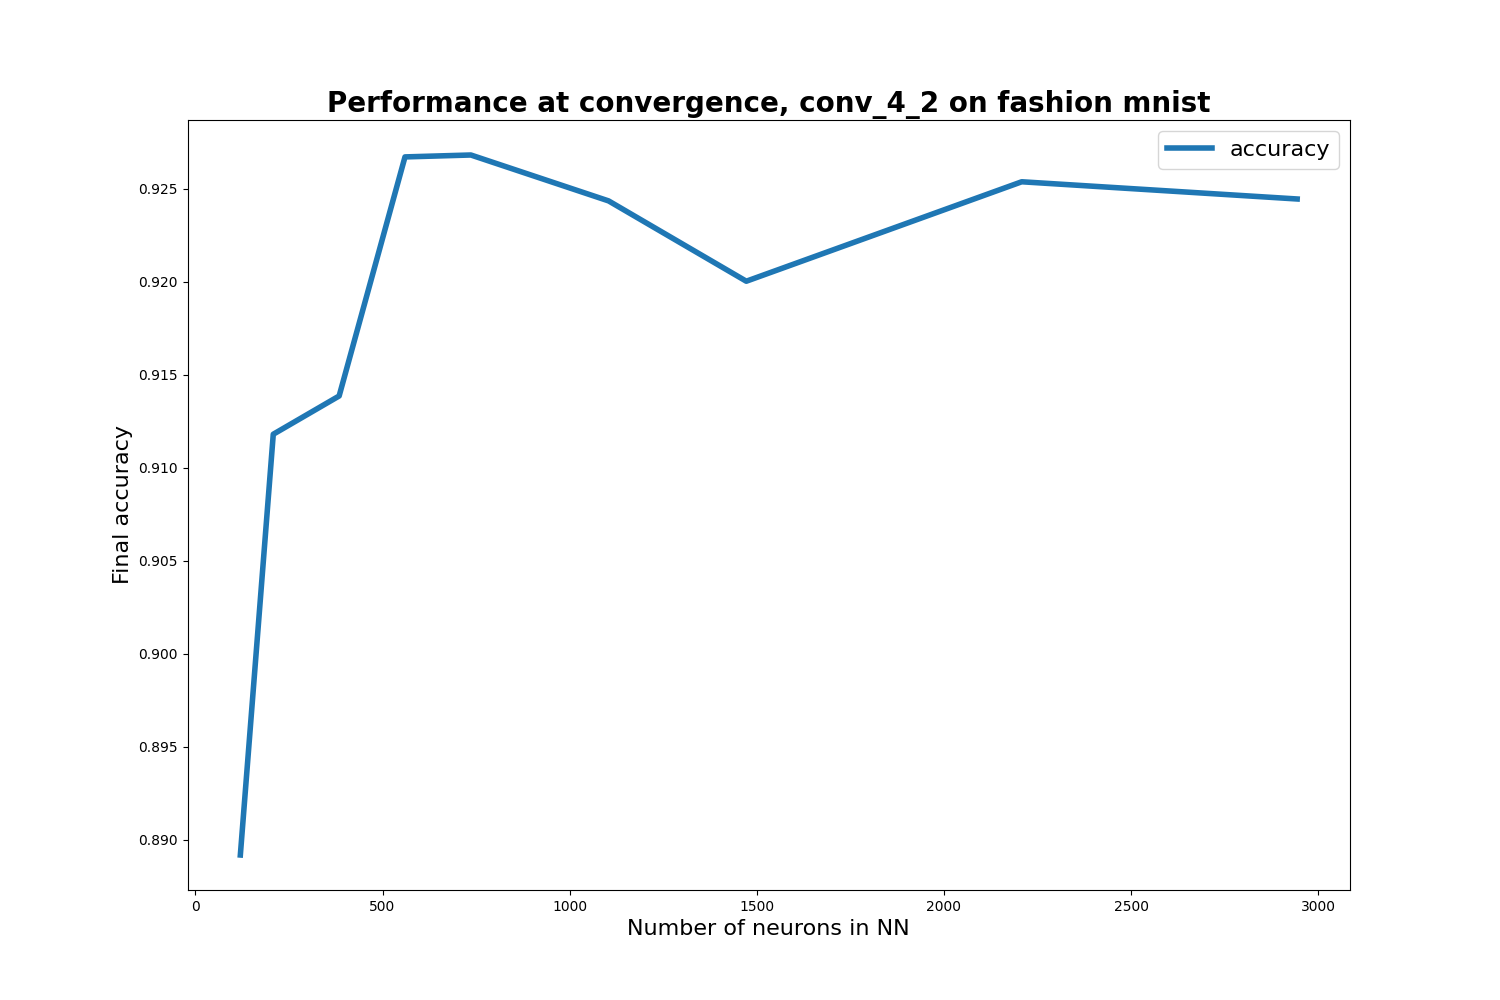 Performance at convergence, conv_4_2 on fashion mnist
accuracy
Final accuracy
0.925
0.920
0.915
0.910
0.905
0.900
0.895
0.890
0 500 1000 1500 2000 2500 3000
Number of neurons in NN